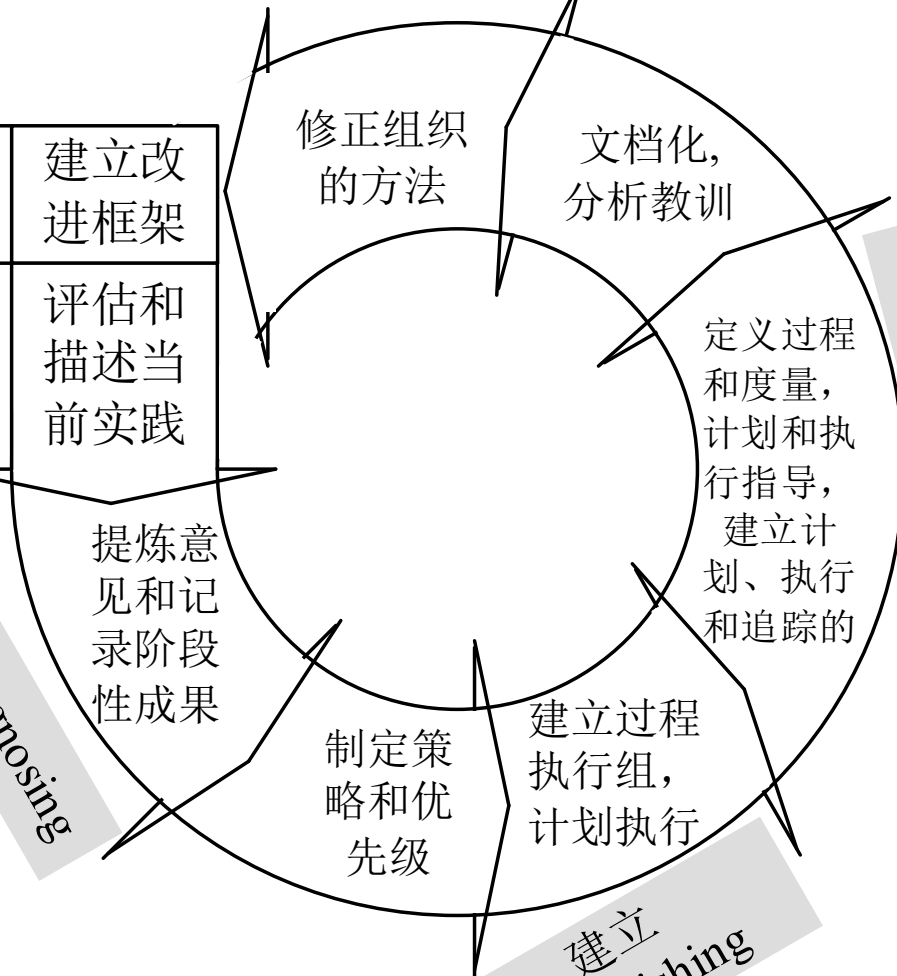 建立改
进框架
评估和
描述当
前实践
提炼意
见和记
录阶段
性成果
制定策
略和优
先级
建立过程
执行组，
计划执行
定义过程
和度量，
计划和执
行指导，
建立计
划、执行
和追踪的
文档化，
分析教训
修正组织
的方法
nosing
建立
shing